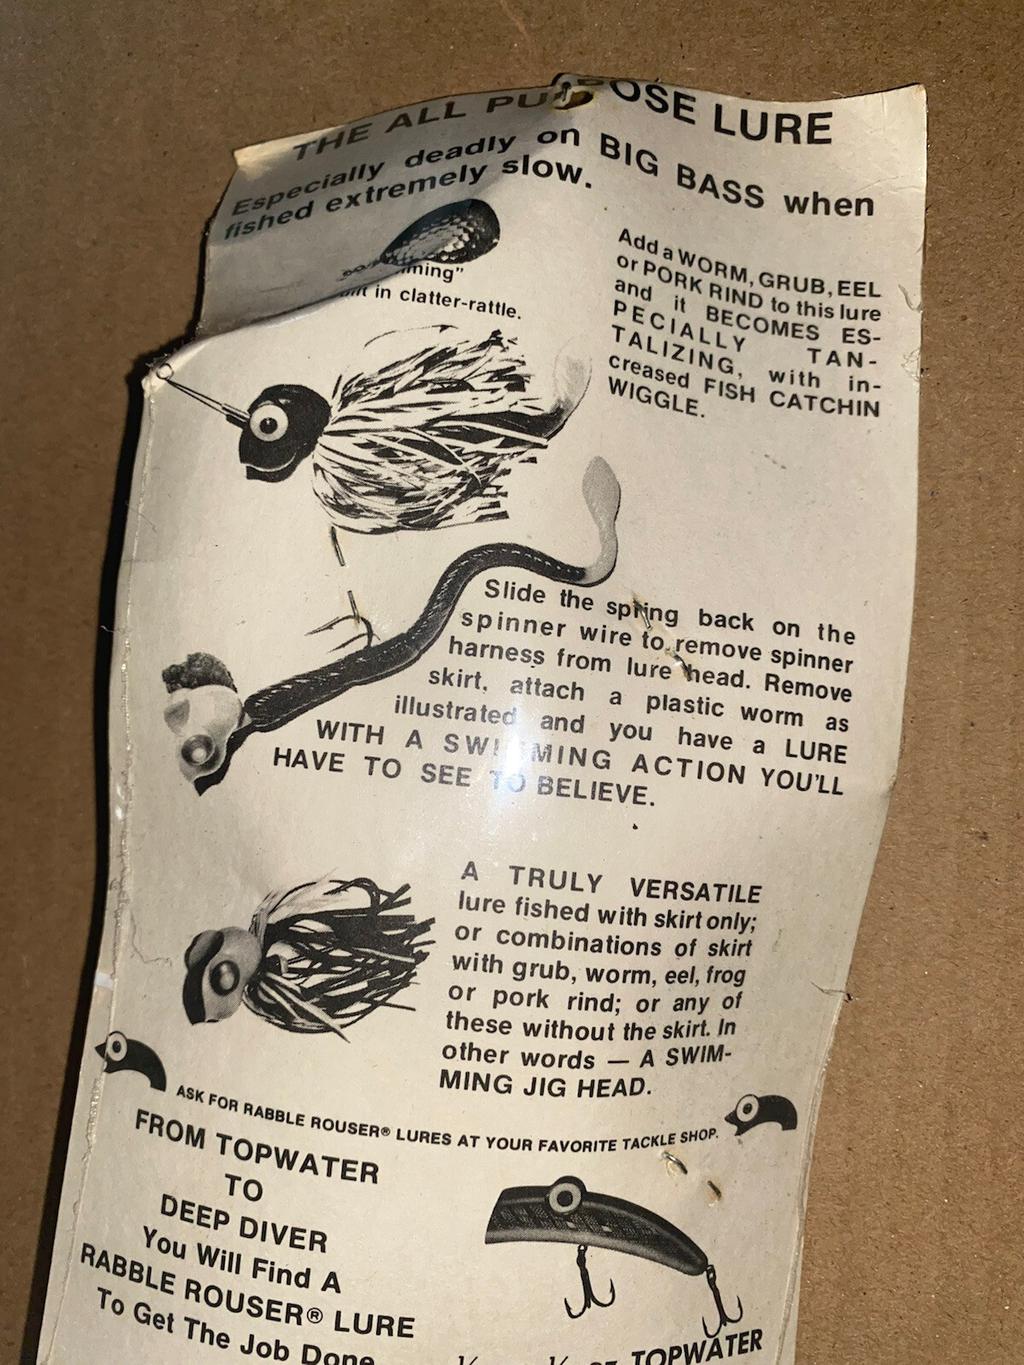 THE ALL PU OSE LURE
Especially deadly on BIG BASS when
fished extremely slow.
ming"
in clatter-rattle.
Add a WORM, GRUB, EEL
or PORK RIND to this lure
and it BECOMES ES-
PECIALLY TAN-
TALIZING, with in-
creased FISH CATCHIN
WIGGLE.
Slide the spring back on the
spinner wire to remove spinner
harness from lure head. Remove
skirt, attach a plastic worm as
illustrated and you have a LURE
WITH A SWIMMING ACTION YOU'LL
HAVE TO SEE TO BELIEVE.
A TRULY VERSATILE
lure fished with skirt only;
or combinations of skirt
with grub, worm, eel, frog
or pork rind; or any of
these without the skirt. In
other words — A SWIM-
MING JIG HEAD.
ASK FOR RABBLE ROUSER® LURES AT YOUR FAVORITE TACKLE SHOP.
FROM TOPWATER
TO
DEEP DIVER
You Will Find A
RABBLE ROUSER® LURE
To Get The Job Done
TOPWATER